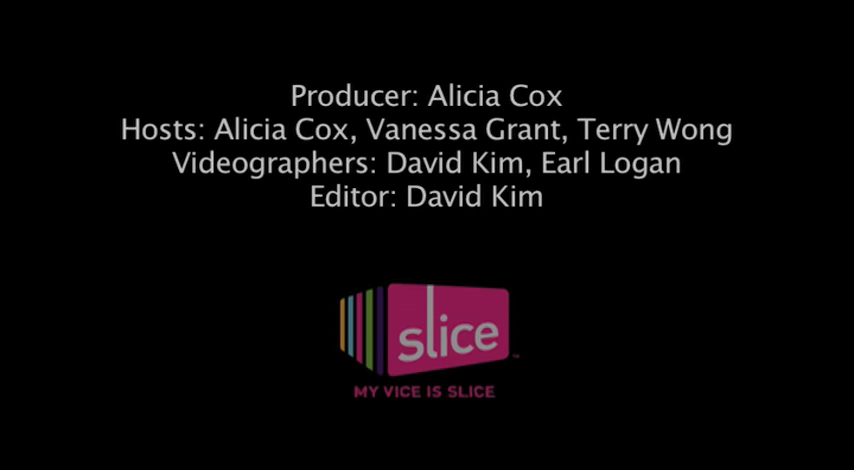 Producer: Alicia Cox
Hosts: Alicia Cox, Vanessa Grant, Terry Wong
Videographers: David Kim, Earl Logan
Editor: David Kim
slice
MY VICE IS SLICE